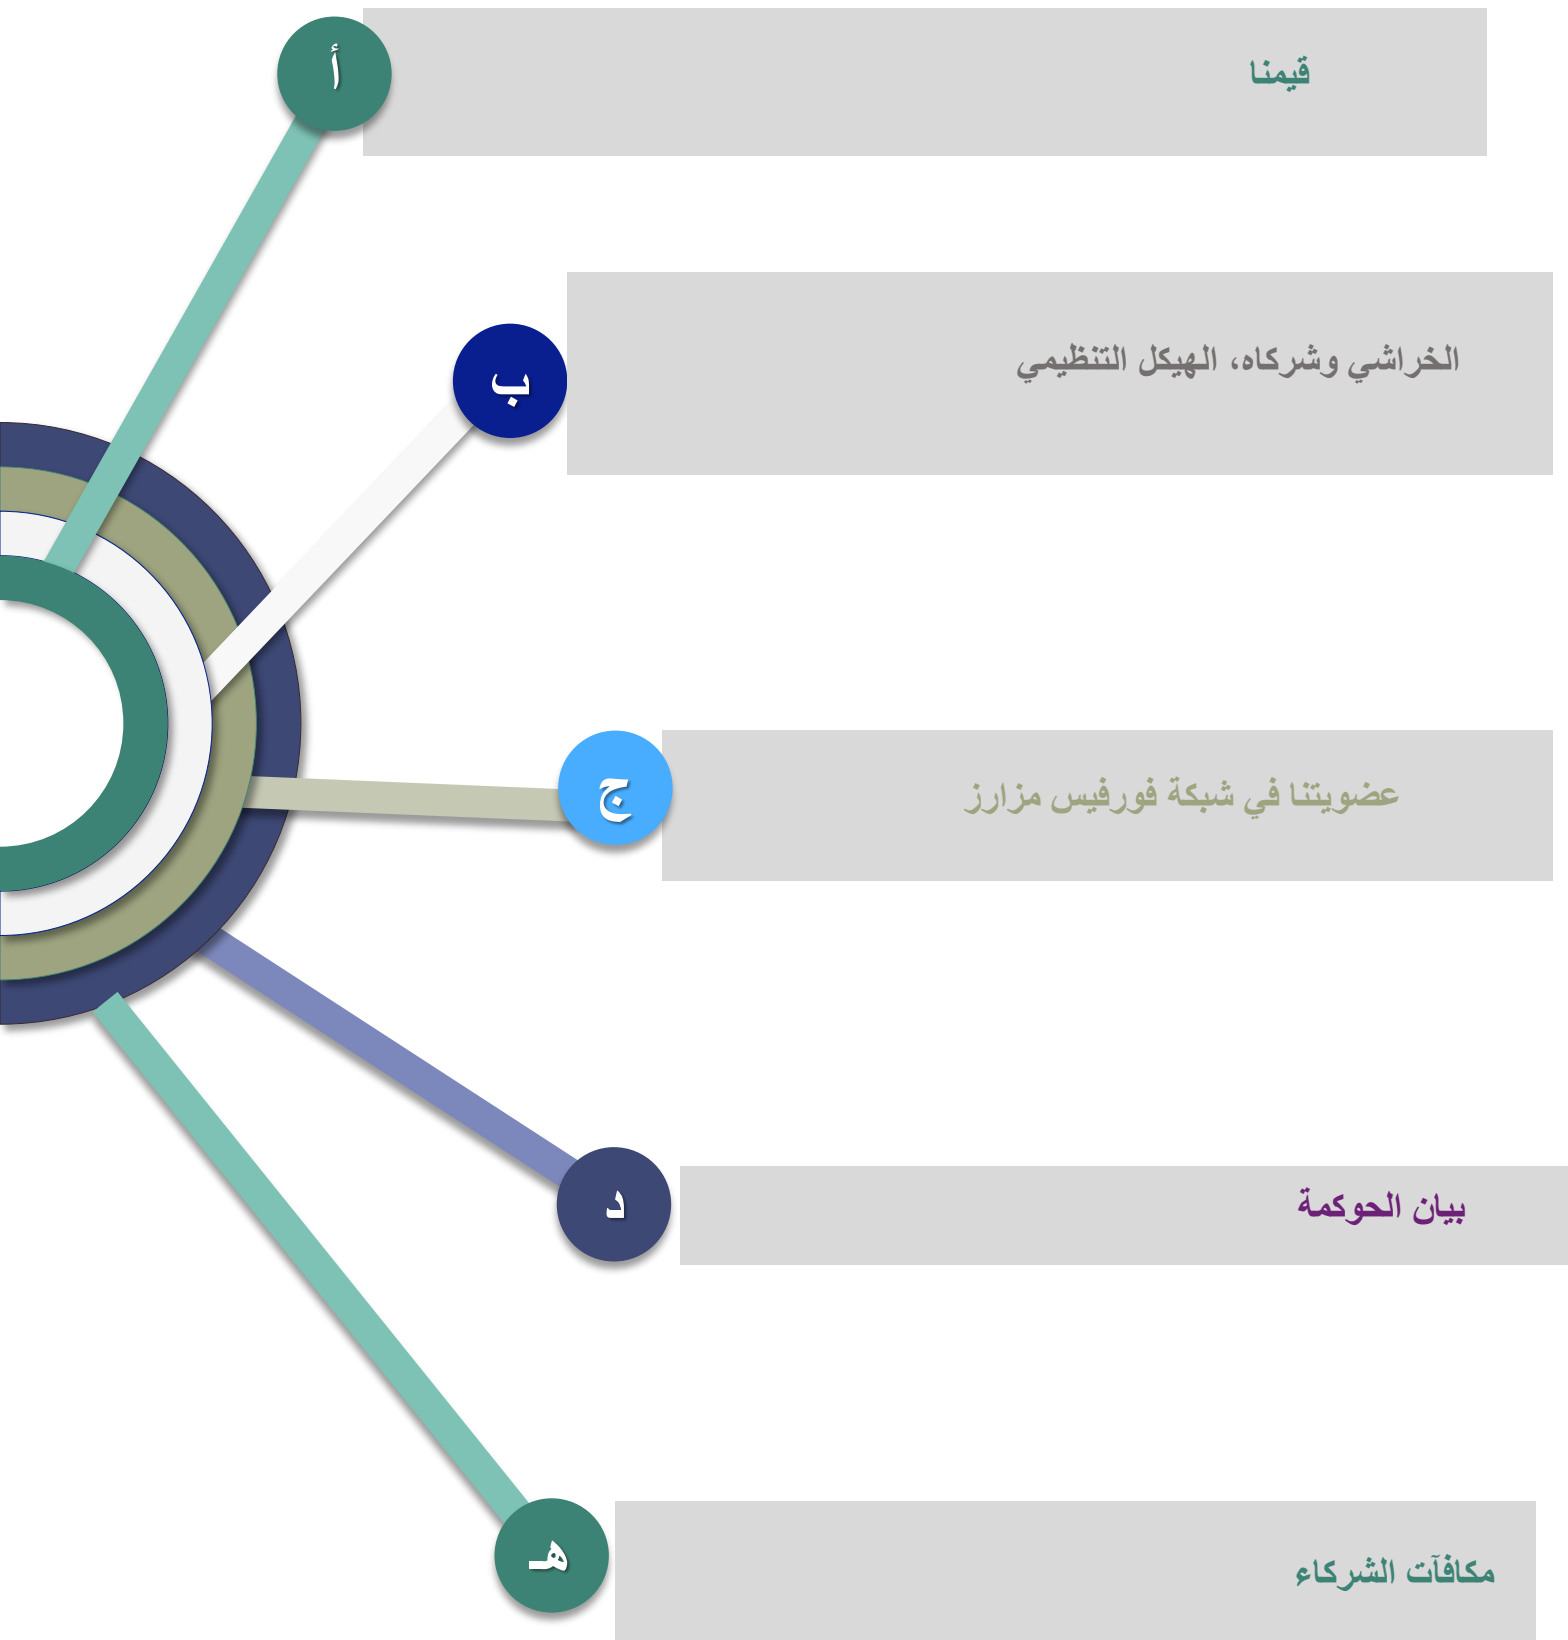 أ
قيمنا
ب
الخراشي وشركاه، الهيكل التنظيمي
ج
عضويتنا في شبكة فورفيس مزارز
د
بيان الحوكمة
هـ
مكافآت الشركاء